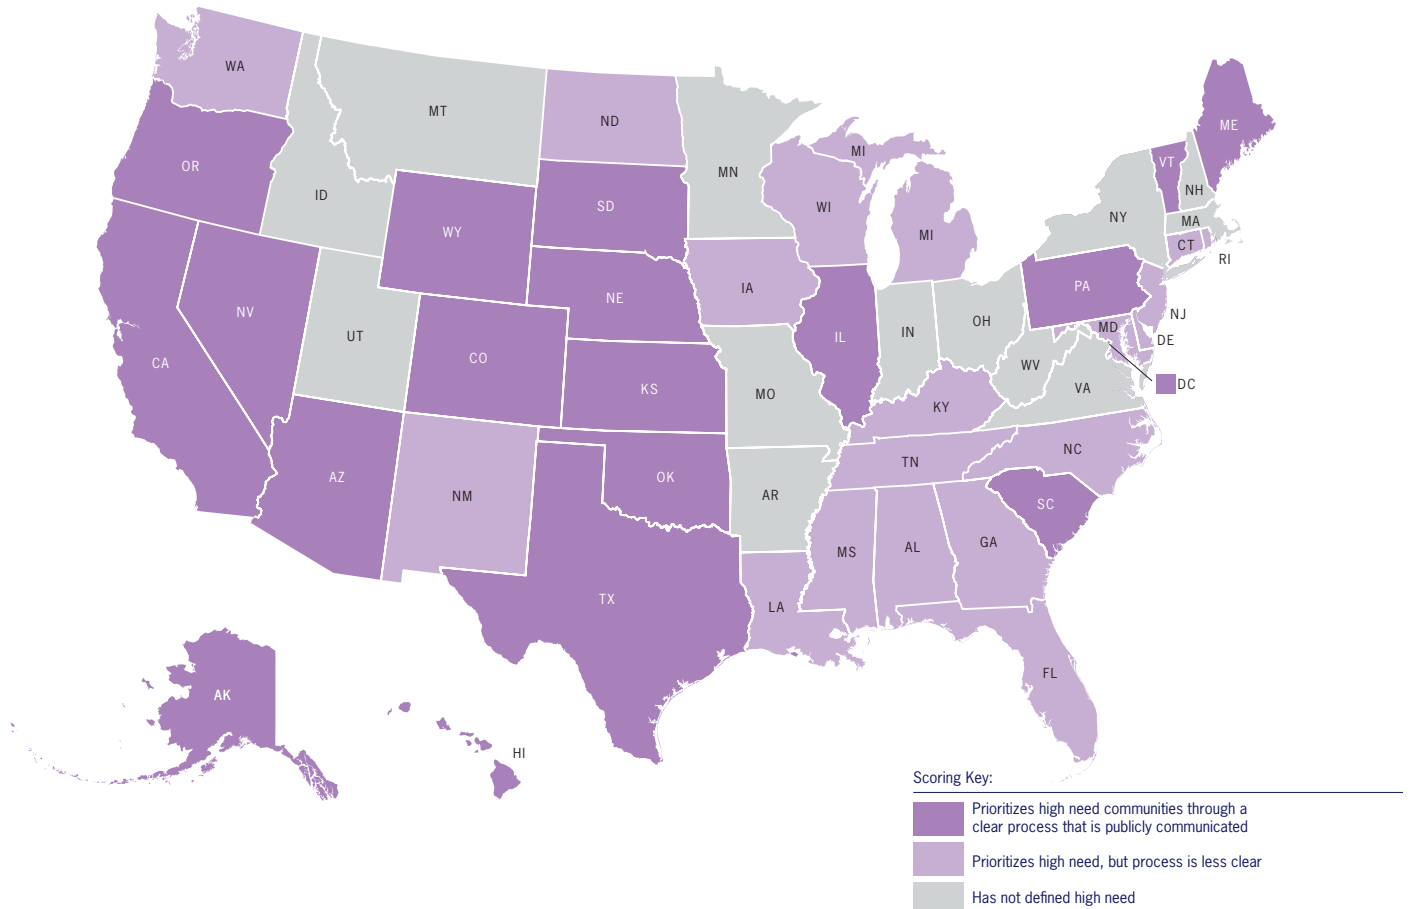 WA
MT
ND
MN
ME
OR
ID
SD
WI
MI
MI
VT
NH
NY
MA
CT
RI
WY
NV
UT
NE
IA
PA
NJ
CA
CO
IL
IN
OH
MD
DE
DC
WV
VA
KS
MO
KY
AZ
NM
OK
AR
TN
NC
SC
TX
LA
MS
AL
GA
FL
AK
HI
Scoring Key:
Prioritizes high need communities through a
clear process that is publicly communicated
Prioritizes high need, but process is less clear
Has not defined high need